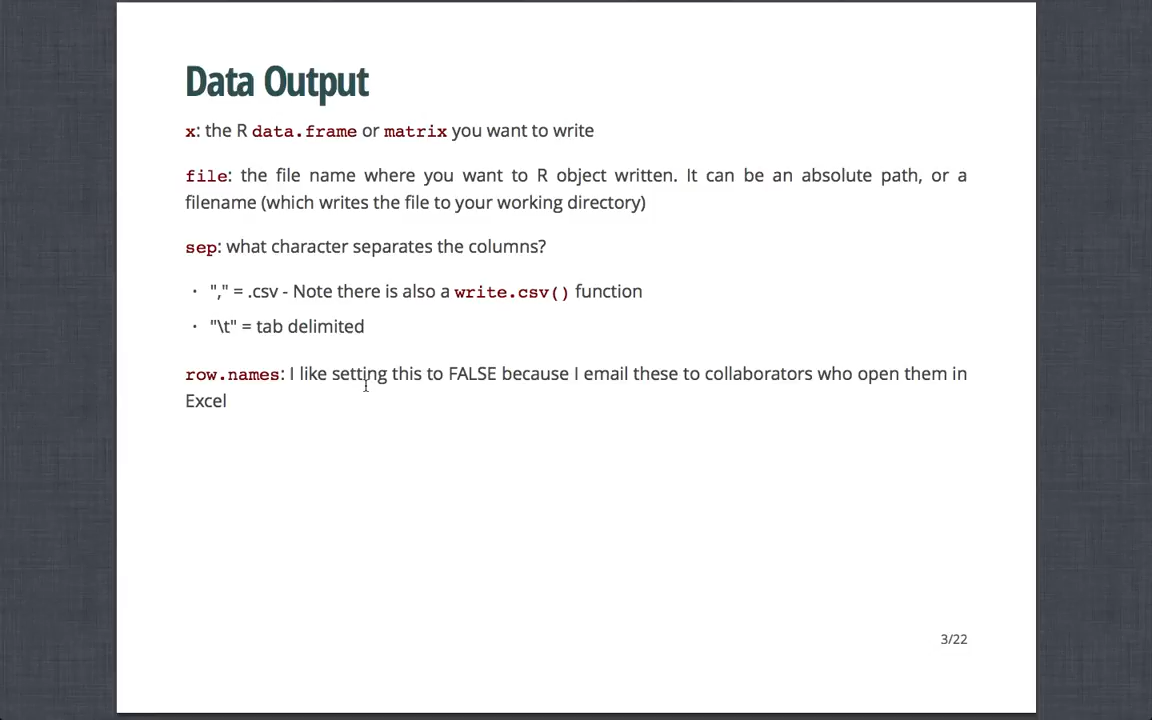 Data Output
x: the R data.frame or matrix you want to write
file: the file name where you want to R object written. It can be an absolute path, or a
filename (which writes the file to your working directory)
sep: what character separates the columns?
· "," = .csv - Note there is also a write.csv() function
· "\t" = tab delimited
row.names: I like setting this to FALSE because I email these to collaborators who open them in
Excel
3/22